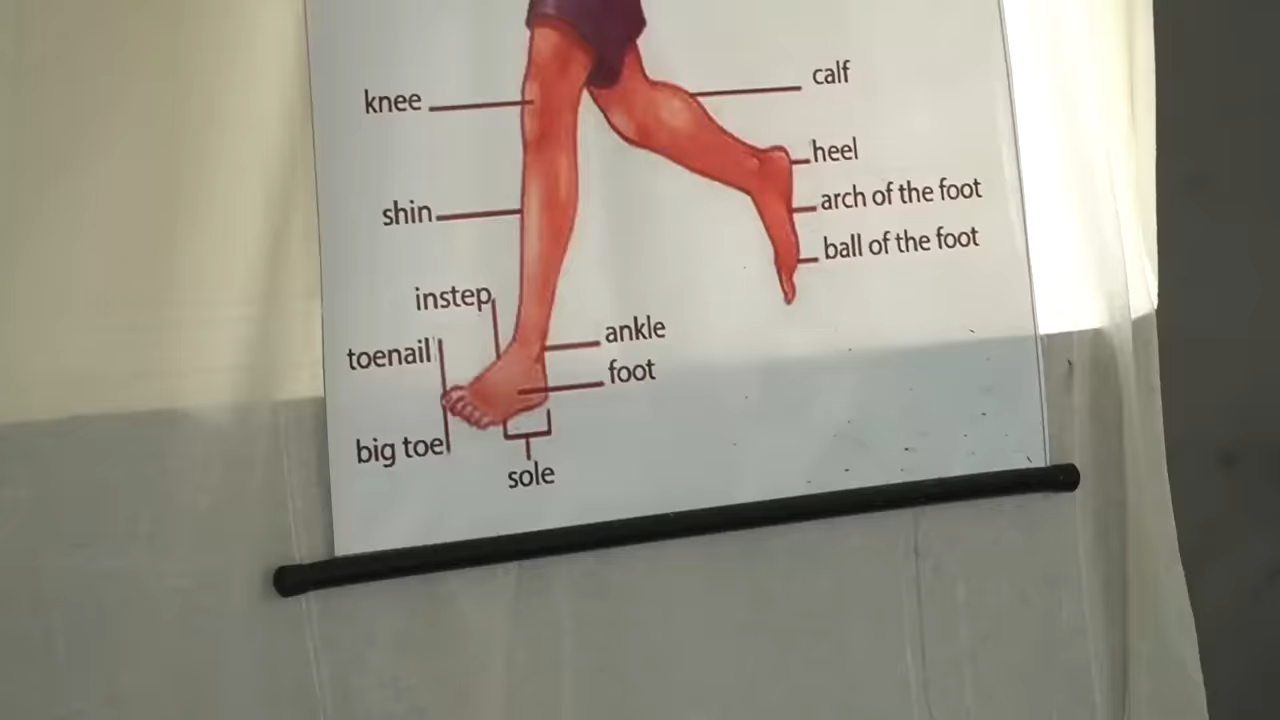 knee
calf
heel
arch of the foot
shin
ball of the foot
instep
toenail
ankle
foot
big toe
sole